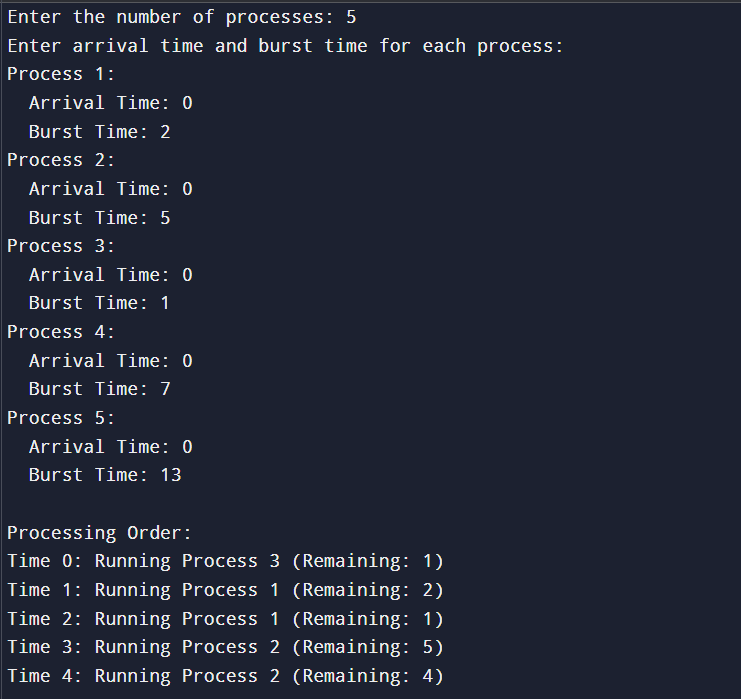 Enter the number of processes: 5
Enter arrival time and burst time for each process:
Process 1:
  Arrival Time: 0
  Burst Time: 2
Process 2:
  Arrival Time: 0
  Burst Time: 5
Process 3:
  Arrival Time: 0
  Burst Time: 1
Process 4:
  Arrival Time: 0
  Burst Time: 7
Process 5:
  Arrival Time: 0
  Burst Time: 13

Processing Order:
Time 0: Running Process 3 (Remaining: 1)
Time 1: Running Process 1 (Remaining: 2)
Time 2: Running Process 1 (Remaining: 1)
Time 3: Running Process 2 (Remaining: 5)
Time 4: Running Process 2 (Remaining: 4)